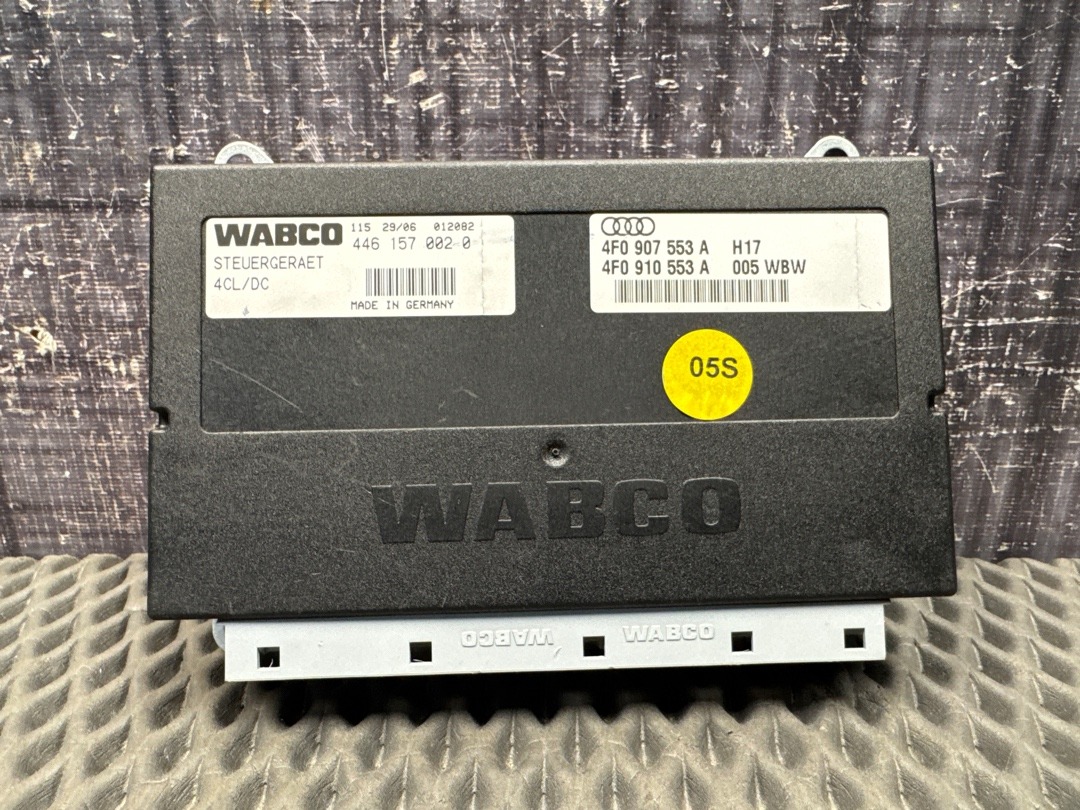 WABCO 115 29/06 012082
446 157 002 0
STEUERGERAET
4CL/DC
MADE IN GERMANY
4F0 907 553 A H17
4F0 910 553 A 005 WBW
05S
WABCO
WABCO WABCO